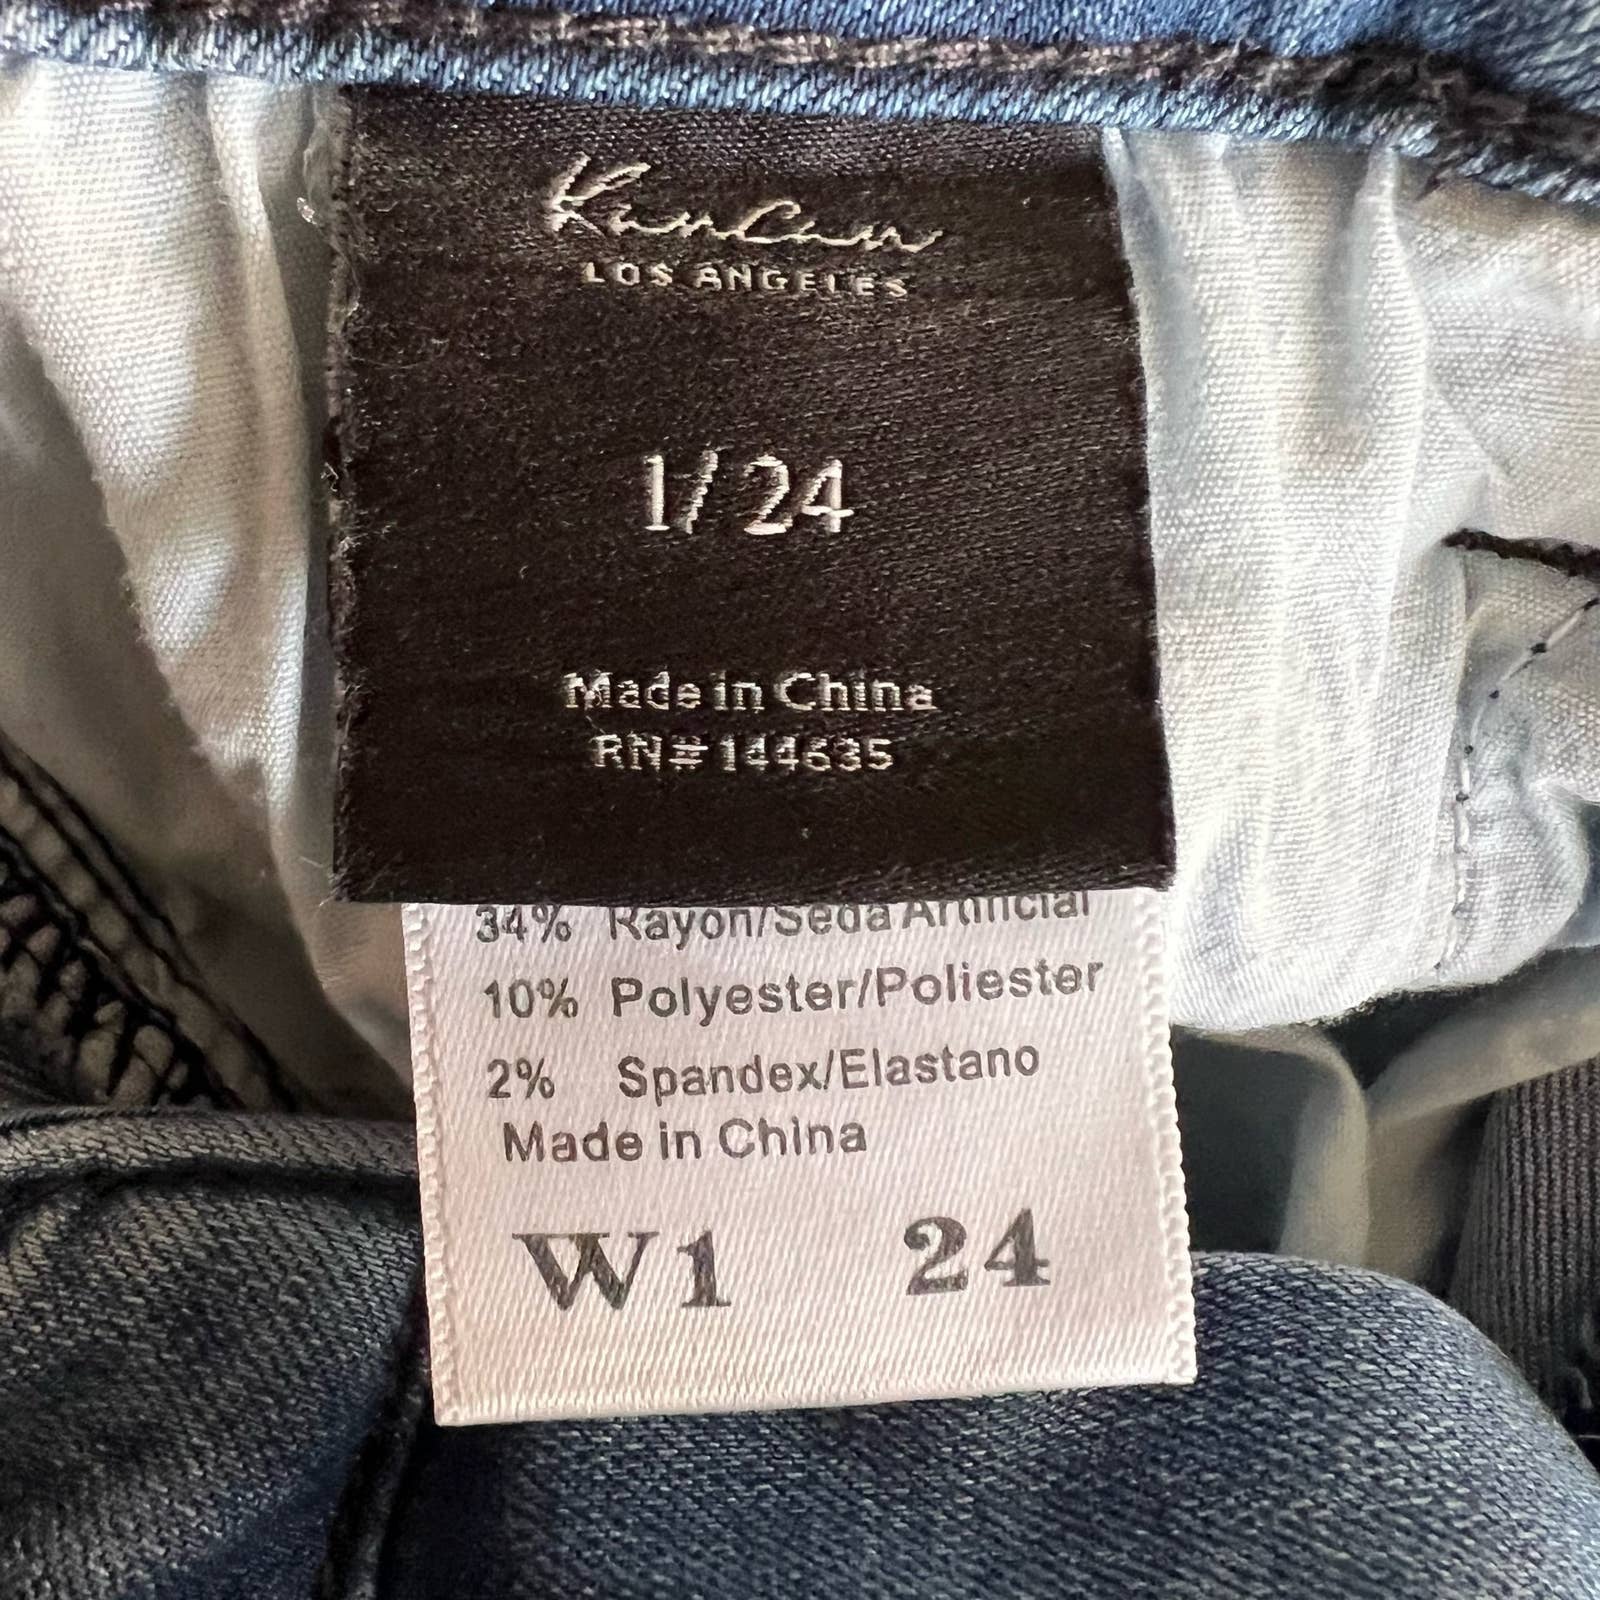 KanCan
LOS ANGELES
1/24
Made in China
RN# 144635
34% Rayon/Seda Artificial
10% Polyester/Poliester
2% Spandex/Elastano
Made in China
W1 24